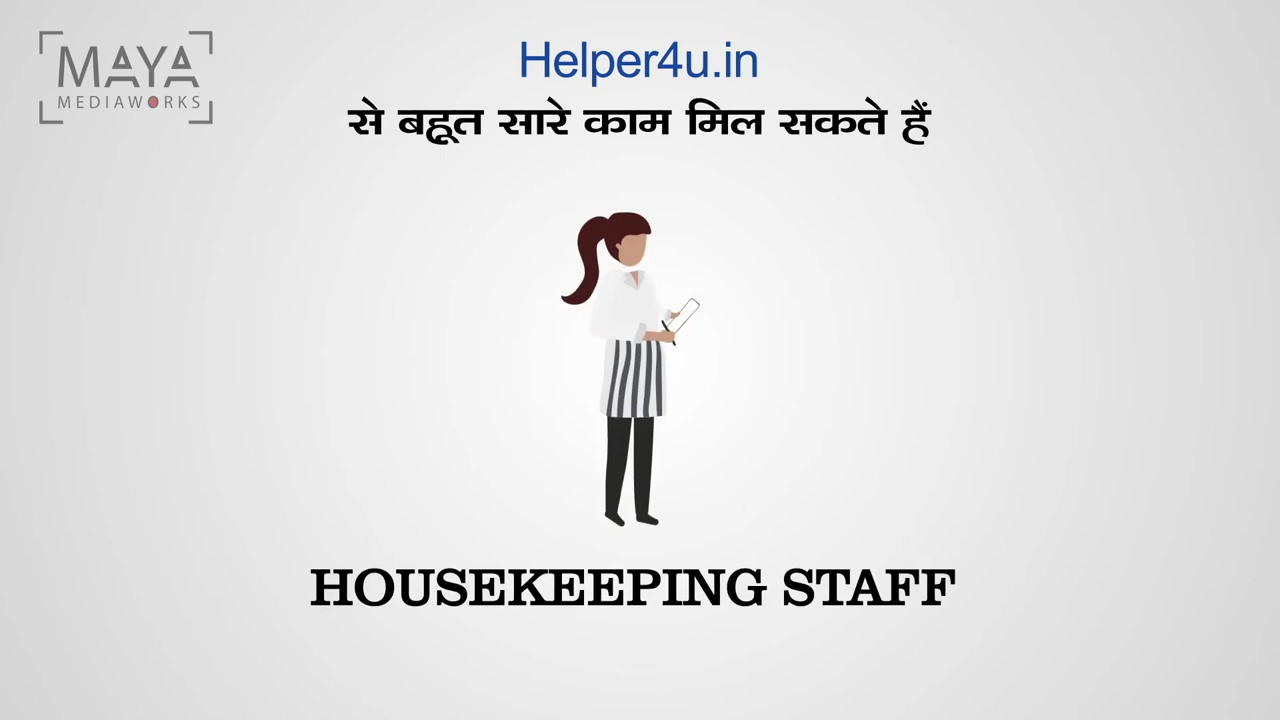 MAYA
MEDIAWORKS
Helper4u.in
से बहूत सारे काम मिल सकते हैं
HOUSEKEEPING STAFF